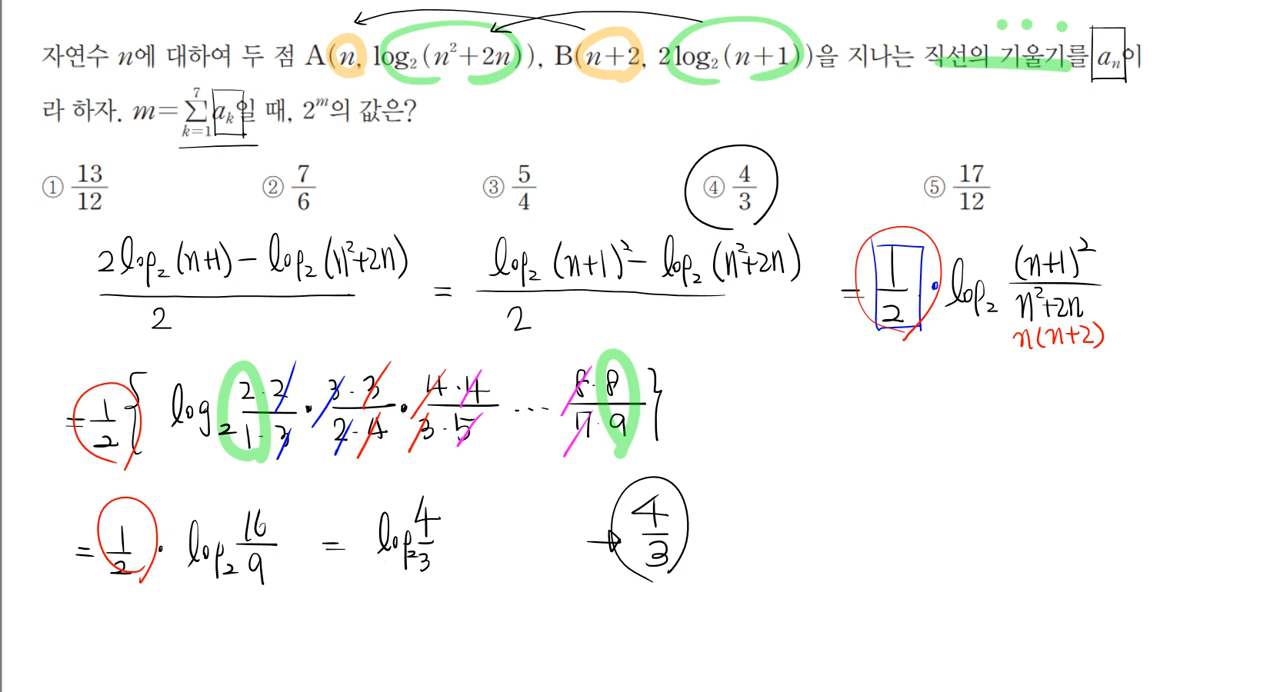 자연수 n에 대하여 두 점 A(n, log₂(n²+2n)), B(n+2, 2log₂(n+1))을 지나는 직선의 기울기를 aₙ이
라 하자. m=∑_{k=1}^{7} aₖ일 때, 2ᵐ의 값은?
① 13/12 ② 7/6 ③ 5/4 ④ 4/3 ⑤ 17/12
(2log₂(n+1) − log₂(n²+2n))/2 = (log₂(n+1)² − log₂(n²+2n))/2 = 1/2 · log₂ (n+1)²/(n²+2n)
n(n+2)
= 1/2 { log₂ (2·2)/(1·3) · (3·3)/(2·4) · (4·4)/(3·5) ... (8·8)/(7·9) }
= 1/2 · log₂ 16/9 = log₂ 4/3 → 4/3